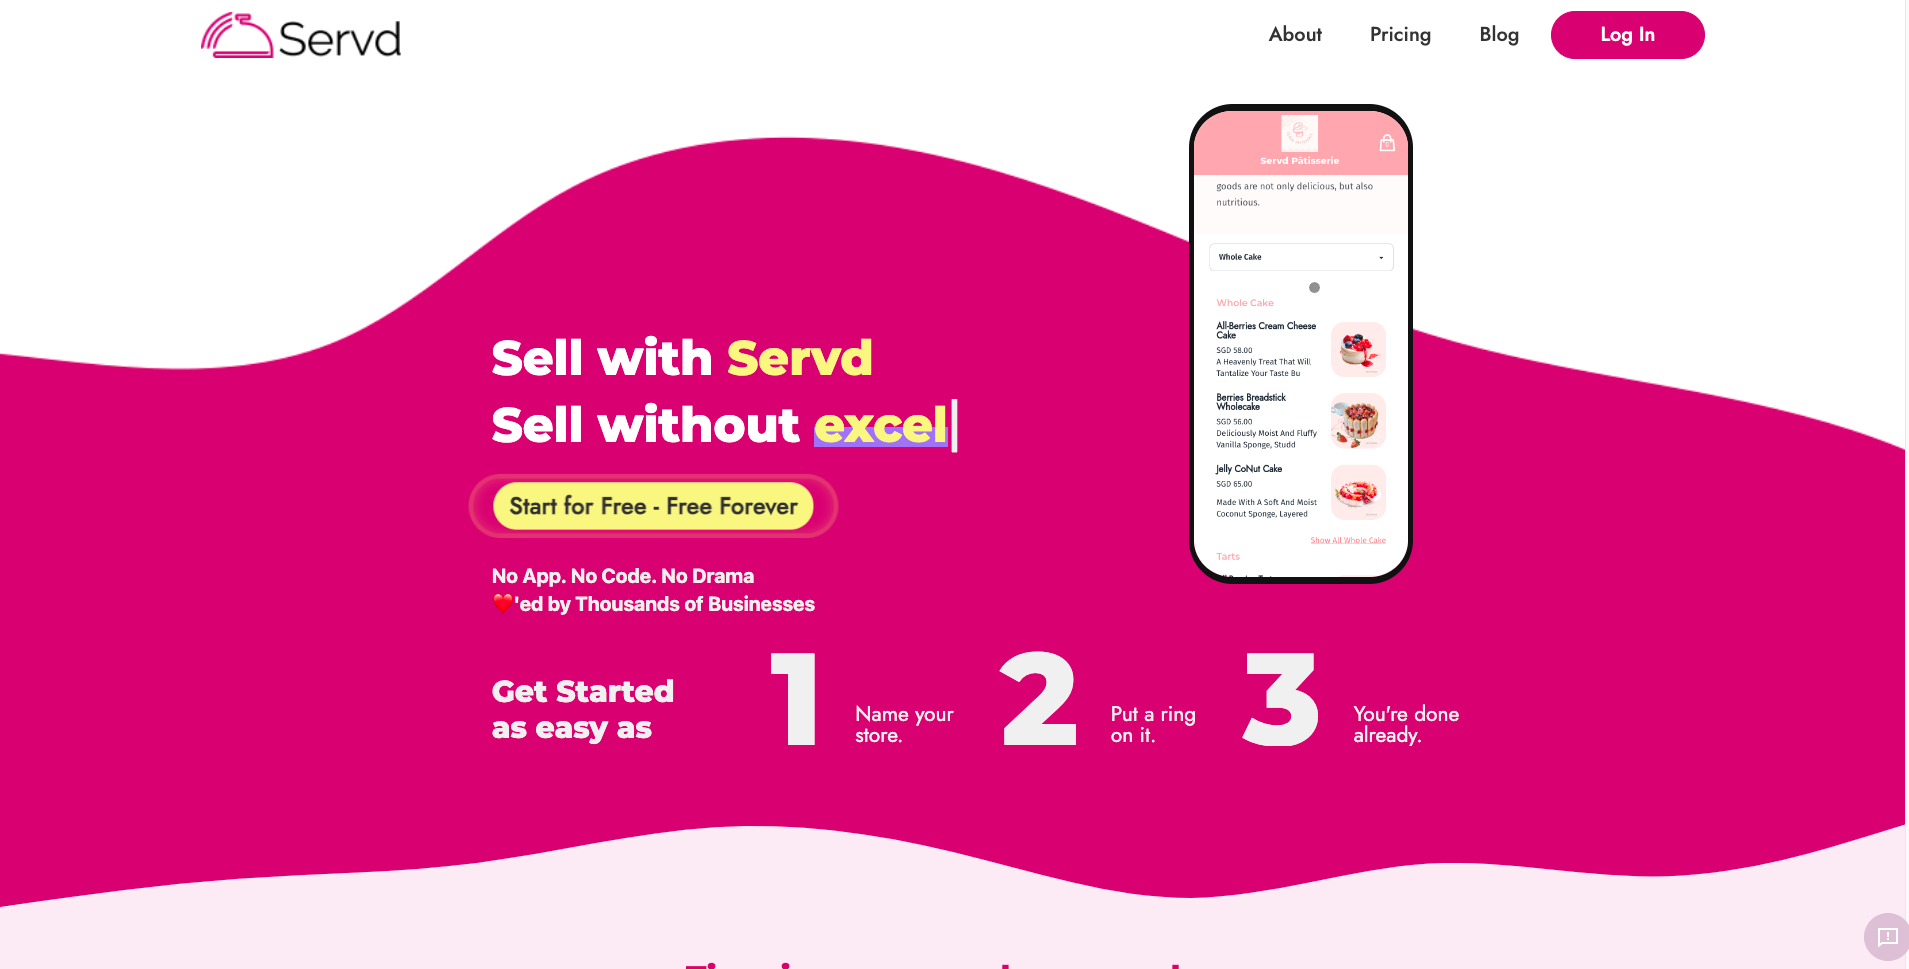 Servd
About
Pricing
Blog
Log In
Servd Pâtisserie
goods are not only delicious, but also
nutritious.
Whole Cake
Whole Cake
All-Berries Cream Cheese
Cake
SGD 58.00
A Heavenly Treat That Will
Tantalize Your Taste Bu
Berries Breadstick
Wholecake
SGD 56.00
Deliciously Moist And Fluffy
Vanilla Sponge, Studd
Jelly CoNut Cake
SGD 65.00
Made With A Soft And Moist
Coconut Sponge, Layered
Show All Whole Cake
Tarts
Sell with Servd
Sell without excel
Start for Free - Free Forever
No App. No Code. No Drama
❤️'ed by Thousands of Businesses
Get Started
as easy as
1
Name your
store.
2
Put a ring
on it.
3
You're done
already.